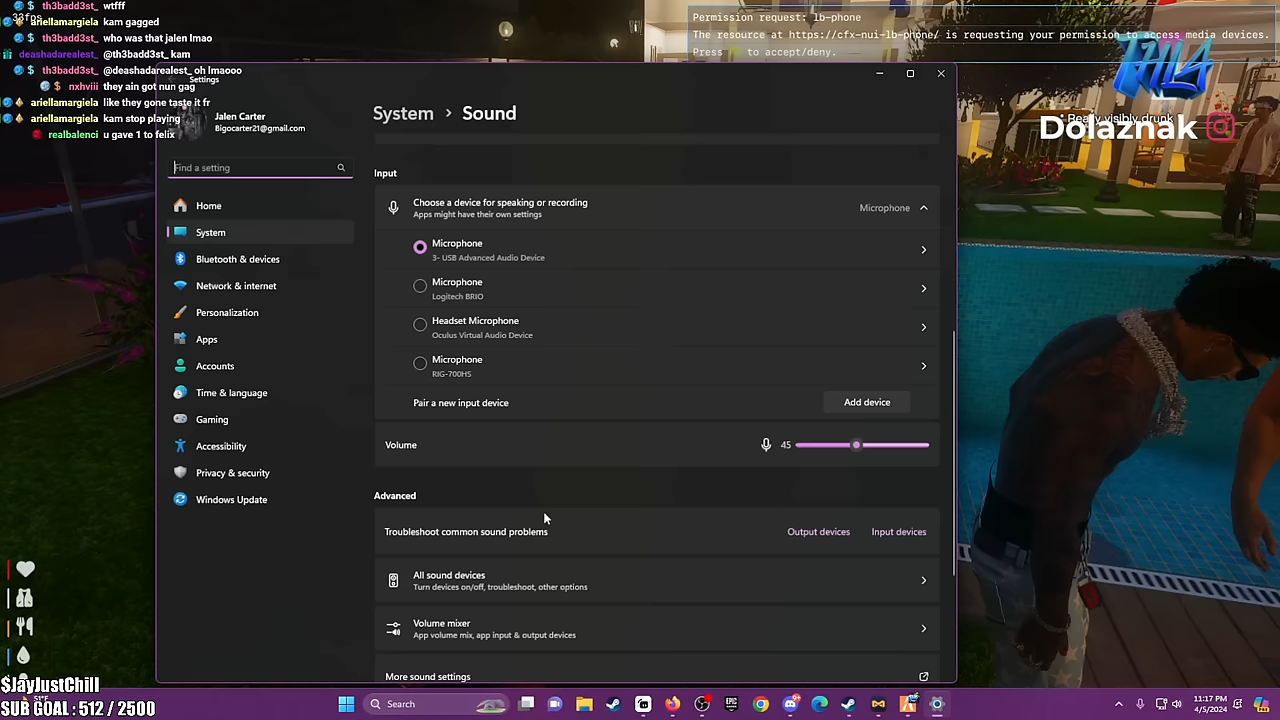 th3badd3st_ wtfff
33fps
ariellamargiela kam gagged
th3badd3st_ who was that jalen lmao
deashadarealest_ @th3badd3st_ kam
th3badd3st_ @deashadarealest_ oh lmaooo
nxhviii they ain got nun gag
ariellamargiela like they gone taste it fr
ariellamargiela kam stop playing
realbalenci u gave 1 to felix
Permission request: lb-phone
The resource at https://cfx-nui-lb-phone/ is requesting your permission to access media devices.
Press to accept/deny.
Really visibly drunk
Dolaznak
Settings
Jalen Carter
Bigocarter21@gmail.com
Find a setting
Home
System
Bluetooth & devices
Network & internet
Personalization
Apps
Accounts
Time & language
Gaming
Accessibility
Privacy & security
Windows Update
System > Sound
Input
Choose a device for speaking or recording
Apps might have their own settings
Microphone
Microphone
3- USB Advanced Audio Device
Microphone
Logitech BRIO
Headset Microphone
Oculus Virtual Audio Device
Microphone
RIG-700HS
Pair a new input device
Add device
Volume
45
Advanced
Troubleshoot common sound problems
Output devices
Input devices
All sound devices
Turn devices on/off, troubleshoot, other options
Volume mixer
App volume mix, app input & output devices
More sound settings
$JayJustChill
51°F
SUB GOAL : 512 / 2500
Search
11:17 PM
4/5/2024